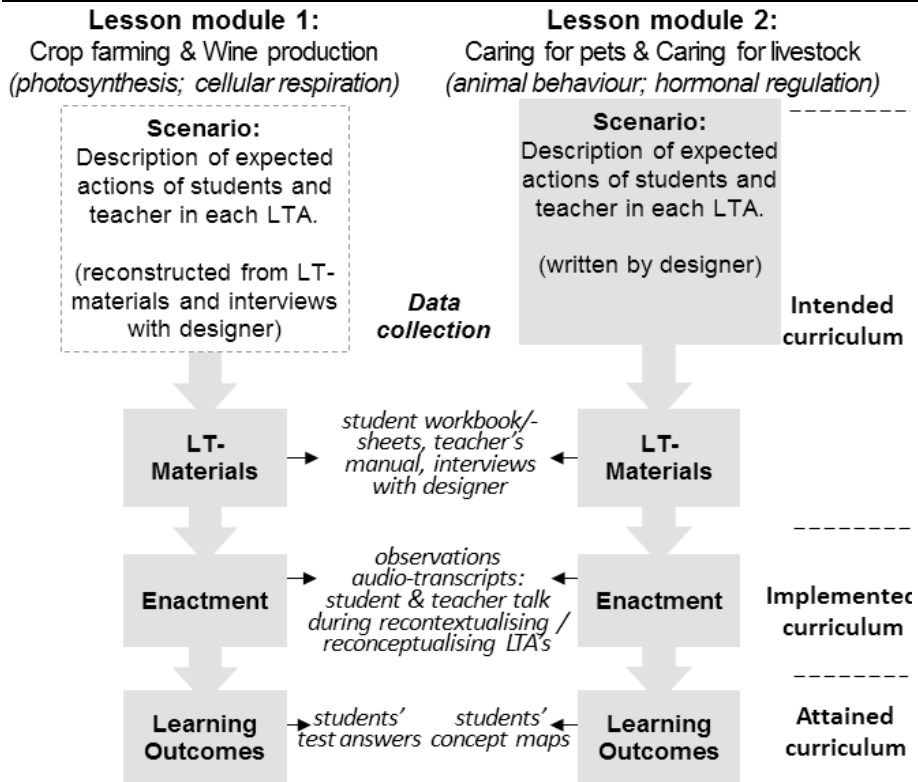 Lesson module 1:
Crop farming & Wine production
(photosynthesis; cellular respiration)
Scenario:
Description of expected
actions of students and
teacher in each LTA.
(reconstructed from LT-
materials and interviews
with designer)
Lesson module 2:
Caring for pets & Caring for livestock
(animal behaviour; hormonal regulation)
Scenario:
Description of expected
actions of students and
teacher in each LTA.
(written by designer)
Data
collection
Intended
curriculum
LT-
Materials
student workbook/-
sheets, teacher's
manual, interviews
with designer
LT-
Materials
Enactment
observations
audio-transcripts:
student & teacher talk
during recontextualising /
reconceptualising LTA's
Enactment
Implemented
curriculum
Learning
Outcomes
students'
test answers
students'
concept maps
Learning
Outcomes
Attained
curriculum